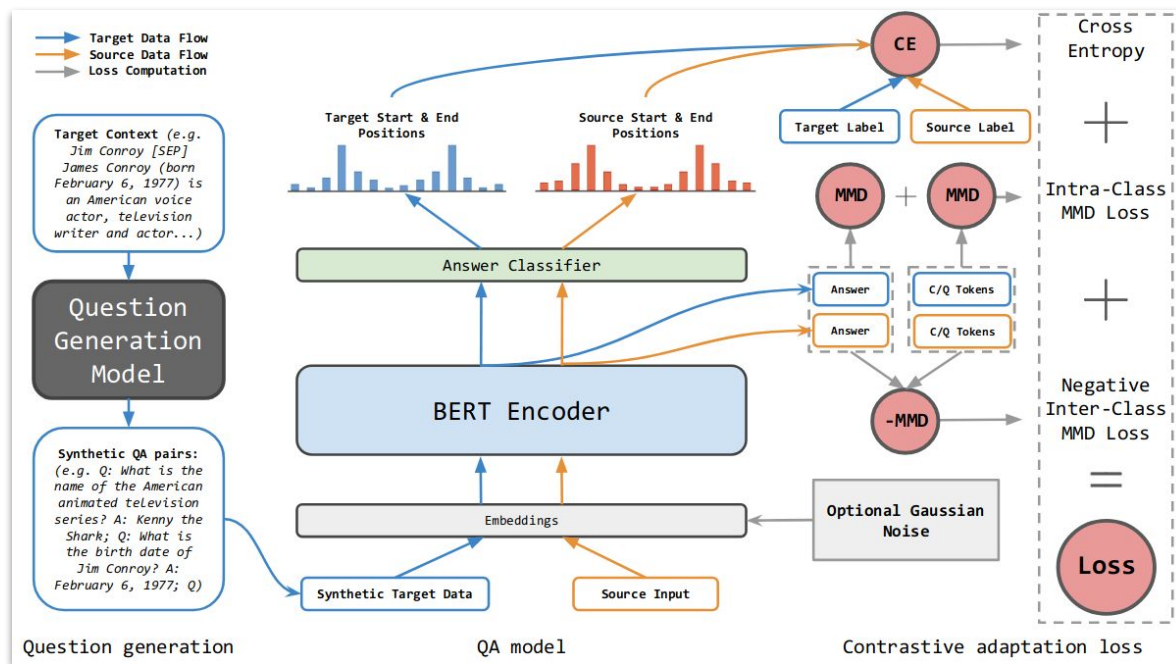 Target Data Flow
Source Data Flow
Loss Computation
Target Context (e.g.
Jim Conroy [SEP]
James Conroy (born
February 6, 1977) is
an American voice
actor, television
writer and actor...)
Question
Generation
Model
Synthetic QA pairs:
(e.g. Q: What is the
name of the American
animated television
series? A: Kenny the
Shark; Q: What is
the birth date of
Jim Conroy? A:
February 6, 1977; Q)
Question generation
Target Start & End
Positions
Source Start & End
Positions
Answer Classifier
BERT Encoder
Embeddings
Synthetic Target Data
Source Input
QA model
CE
Target Label
Source Label
MMD
+
MMD
Answer
C/Q Tokens
Answer
C/Q Tokens
-MMD
Optional Gaussian
Noise
Contrastive adaptation loss
Cross
Entropy
+
Intra-Class
MMD Loss
+
Negative
Inter-Class
MMD Loss
=
Loss